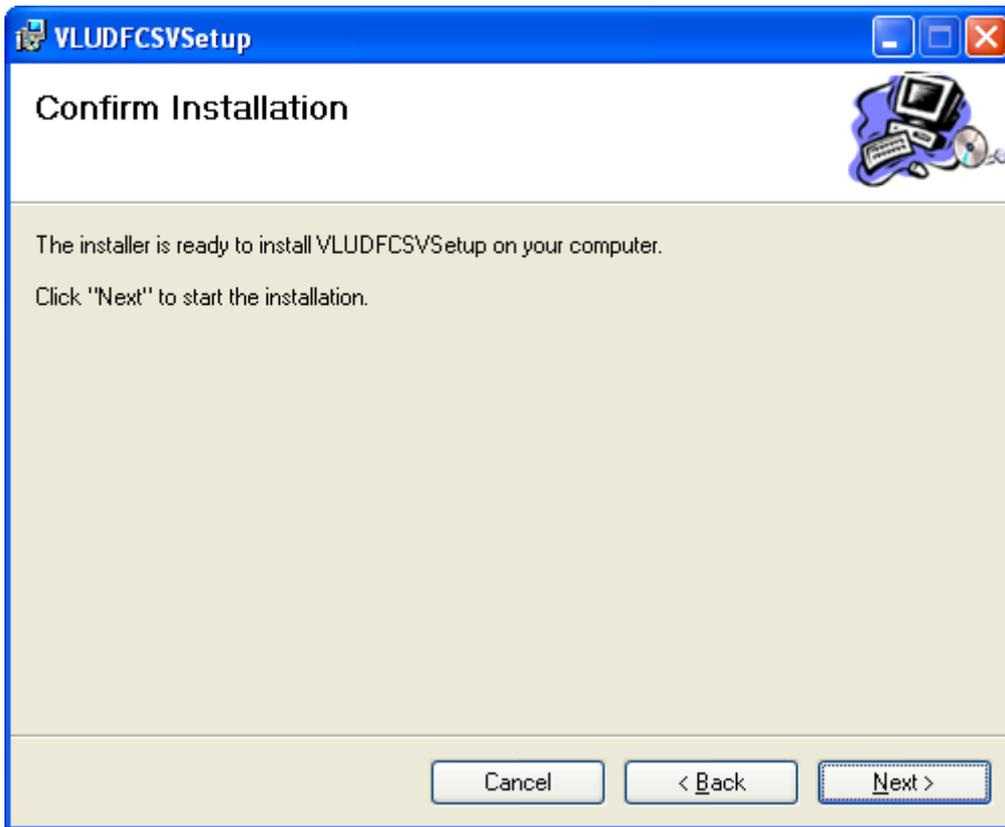 VLUDFCSVSetup
Confirm Installation
The installer is ready to install VLUDFCSVSetup on your computer.
Click "Next" to start the installation.
Cancel
< Back
Next >